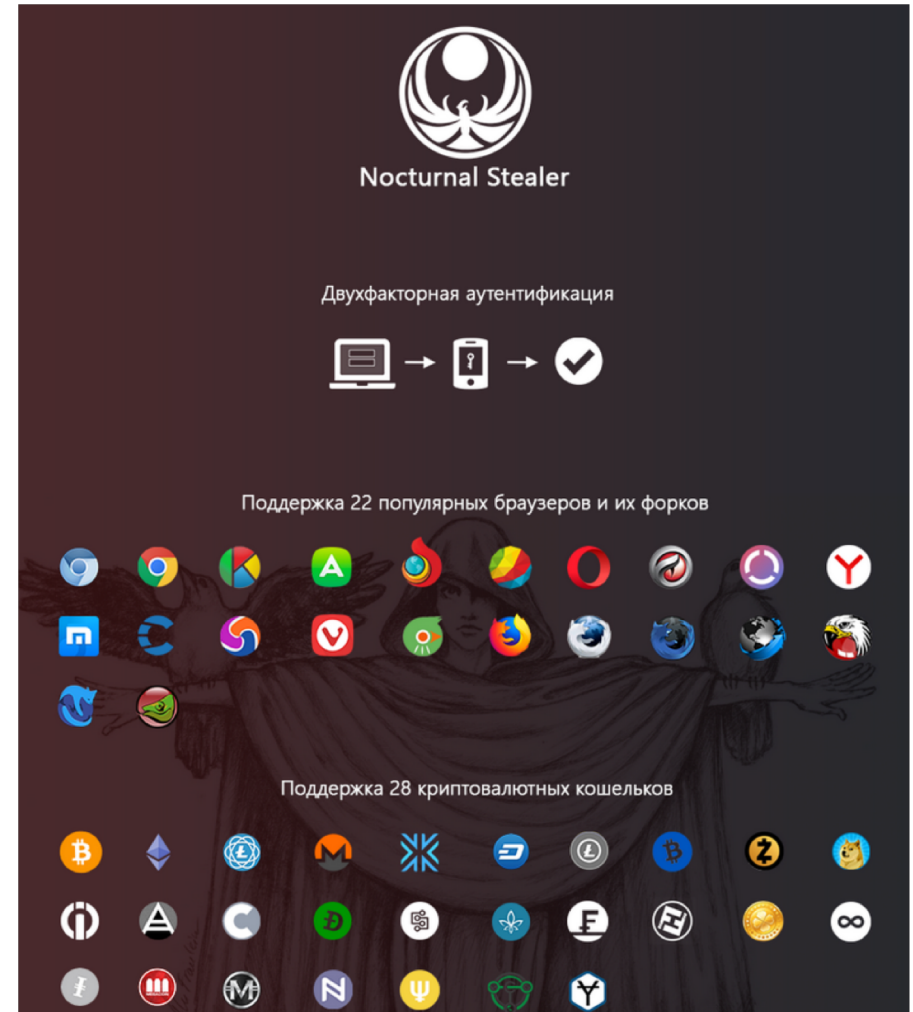 Nocturnal Stealer
Двухфакторная аутентификация
Поддержка 22 популярных браузеров и их форков
Поддержка 28 криптовалютных кошельков